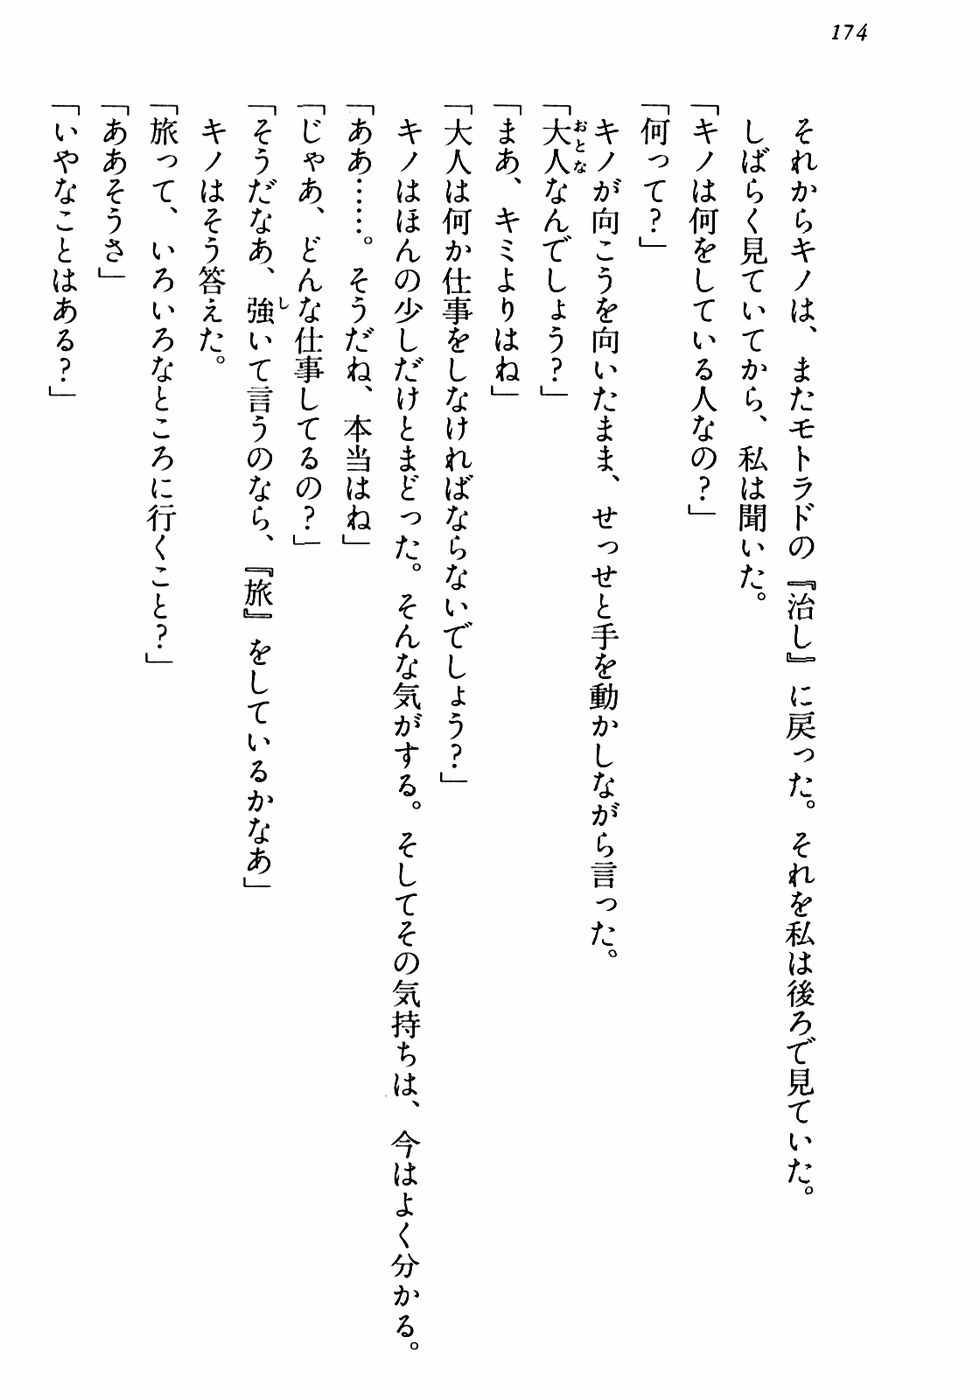 174
それからキノは、またモトラドの『治し』に戻った。それを私は後ろで見ていた。
しばらく見ていてから、私は聞いた。
「キノは何をしている人なの？」
「何って？」
キノが向こうを向いたまま、せっせと手を動かしながら言った。
「大人なんでしょう？」
「まあ、キミよりはね」
「大人は何か仕事をしなければならないでしょう？」
キノはほんの少しだけとまどった。そんな気がする。そしてその気持ちは、今はよく分かる。
「ああ……。そうだね、本当はね」
「じゃあ、どんな仕事してるの？」
「そうだなあ、強いて言うのなら、『旅』をしているかなあ」
キノはそう答えた。
「旅って、いろいろなところに行くこと？」
「ああそうさ」
「いやなことはある？」